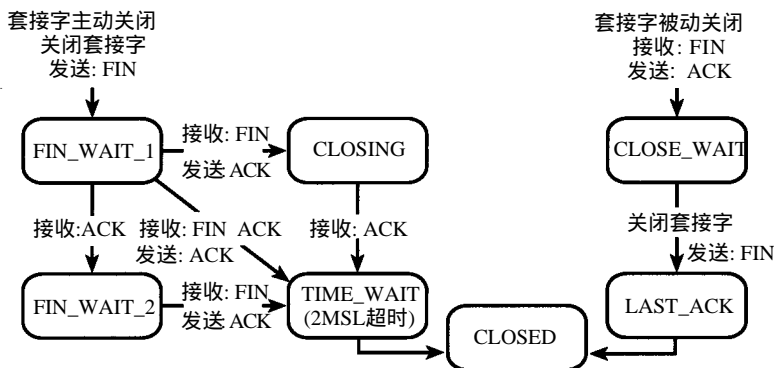 套接字主动关闭
关闭套接字
发送: FIN
套接字被动关闭
接收: FIN
发送: ACK
FIN_WAIT_1
接收: FIN
发送 ACK
CLOSING
CLOSE_WAIT
接收:ACK
接收: FIN ACK
发送: ACK
接收: ACK
关闭套接字
发送: FIN
FIN_WAIT_2
接收: FIN
发送 ACK
TIME_WAIT
(2MSL超时)
CLOSED
LAST_ACK